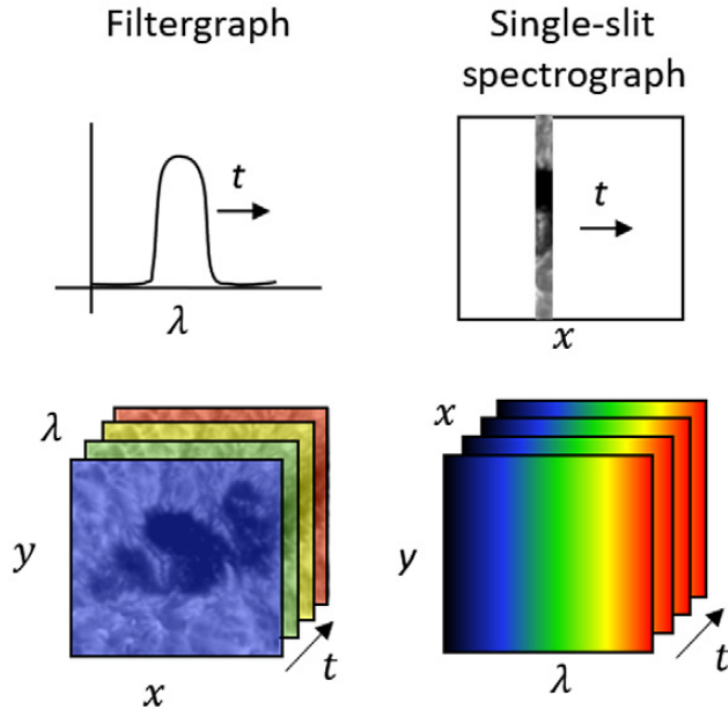 Filtergraph
Single-slit
spectrograph
t
λ
t
x
λ
y
x
t
x
y
λ
t